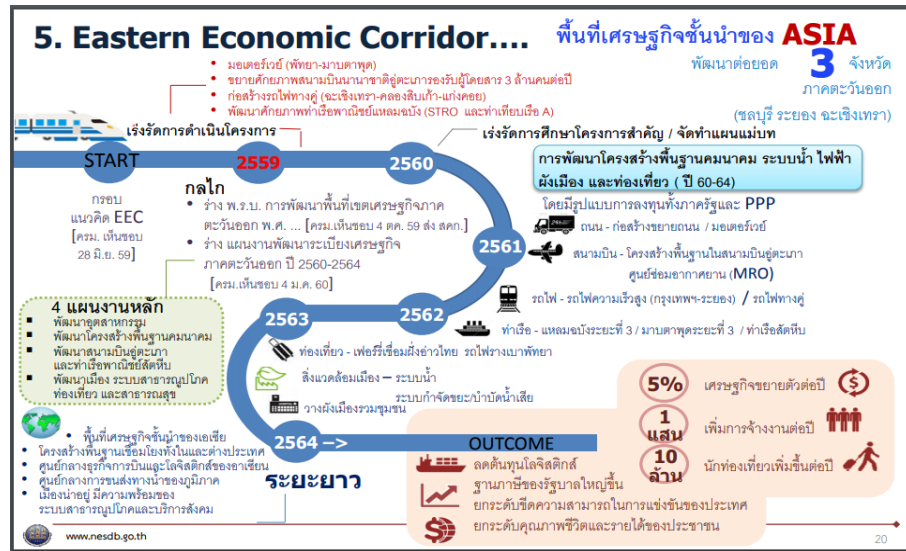 5. Eastern Economic Corridor....
พื้นที่เศรษฐกิจชั้นนำของ ASIA
พัฒนาต่อยอด 3 จังหวัด
ภาคตะวันออก
(ชลบุรี ระยอง ฉะเชิงเทรา)
• มอเตอร์เวย์ (พัทยา-มาบตาพุด)
• ขยายศักยภาพสนามบินนานาชาติอู่ตะเภารองรับผู้โดยสาร 3 ล้านคนต่อปี
• ก่อสร้างรถไฟทางคู่ (ฉะเชิงเทรา-คลองสิบเก้า-แก่งคอย)
• พัฒนาศักยภาพท่าเรือพาณิชย์แหลมฉบัง (STRO และท่าเทียบเรือ A)
เร่งรัดการดำเนินโครงการ
เร่งรัดการศึกษาโครงการสำคัญ / จัดทำแผนแม่บท
START
2559
2560
กรอบ
แนวคิด EEC
[ครม. เห็นชอบ
28 มิ.ย. 59]
กลไก
• ร่าง พ.ร.บ. การพัฒนาพื้นที่เขตเศรษฐกิจภาค
ตะวันออก พ.ศ. ... [ครม.เห็นชอบ 4 ตค. 59 ส่ง สคก.]
• ร่าง แผนงานพัฒนาระเบียงเศรษฐกิจ
ภาคตะวันออก ปี 2560-2564
[ครม.เห็นชอบ 4 ม.ค. 60]
การพัฒนาโครงสร้างพื้นฐานคมนาคม ระบบน้ำ ไฟฟ้า
ผังเมือง และท่องเที่ยว ( ปี 60-64)
โดยมีรูปแบบการลงทุนทั้งภาครัฐและ PPP
ถนน - ก่อสร้างขยายถนน / มอเตอร์เวย์
2561
สนามบิน - โครงสร้างพื้นฐานในสนามบินอู่ตะเภา
ศูนย์ซ่อมอากาศยาน (MRO)
รถไฟ - รถไฟความเร็วสูง (กรุงเทพฯ-ระยอง) / รถไฟทางคู่
2562
ท่าเรือ - แหลมฉบังระยะที่ 3 / มาบตาพุดระยะที่ 3 / ท่าเรือสัตหีบ
2563
ท่องเที่ยว - เฟอร์รี่เชื่อมฝั่งอ่าวไทย รถไฟรางเบาพัทยา
สิ่งแวดล้อมเมือง – ระบบน้ำ
ระบบกำจัดขยะ/บำบัดน้ำเสีย
วางผังเมืองรวมชุมชน
4 แผนงานหลัก
▪ พัฒนาอุตสาหกรรม
▪ พัฒนาโครงสร้างพื้นฐานคมนาคม
▪ พัฒนาสนามบินอู่ตะเภา
และท่าเรือพาณิชย์สัตหีบ
▪ พัฒนาเมือง ระบบสาธารณูปโภค
ท่องเที่ยว และสาธารณสุข
2564 –>
ระยะยาว
• พื้นที่เศรษฐกิจชั้นนำของเอเชีย
• โครงสร้างพื้นฐานเชื่อมโยงทั้งในและต่างประเทศ
• ศูนย์กลางธุรกิจการบินและโลจิสติกส์ของอาเซียน
• ศูนย์กลางการขนส่งทางน้ำของภูมิภาค
• เมืองน่าอยู่ มีความพร้อมของ
ระบบสาธารณูปโภคและบริการสังคม
OUTCOME
ลดต้นทุนโลจิสติกส์
ฐานภาษีของรัฐบาลใหญ่ขึ้น
ยกระดับขีดความสามารถในการแข่งขันของประเทศ
ยกระดับคุณภาพชีวิตและรายได้ของประชาชน
5% เศรษฐกิจขยายตัวต่อปี
1
แสน เพิ่มการจ้างงานต่อปี
10
ล้าน นักท่องเที่ยวเพิ่มขึ้นต่อปี
www.nesdb.go.th
20